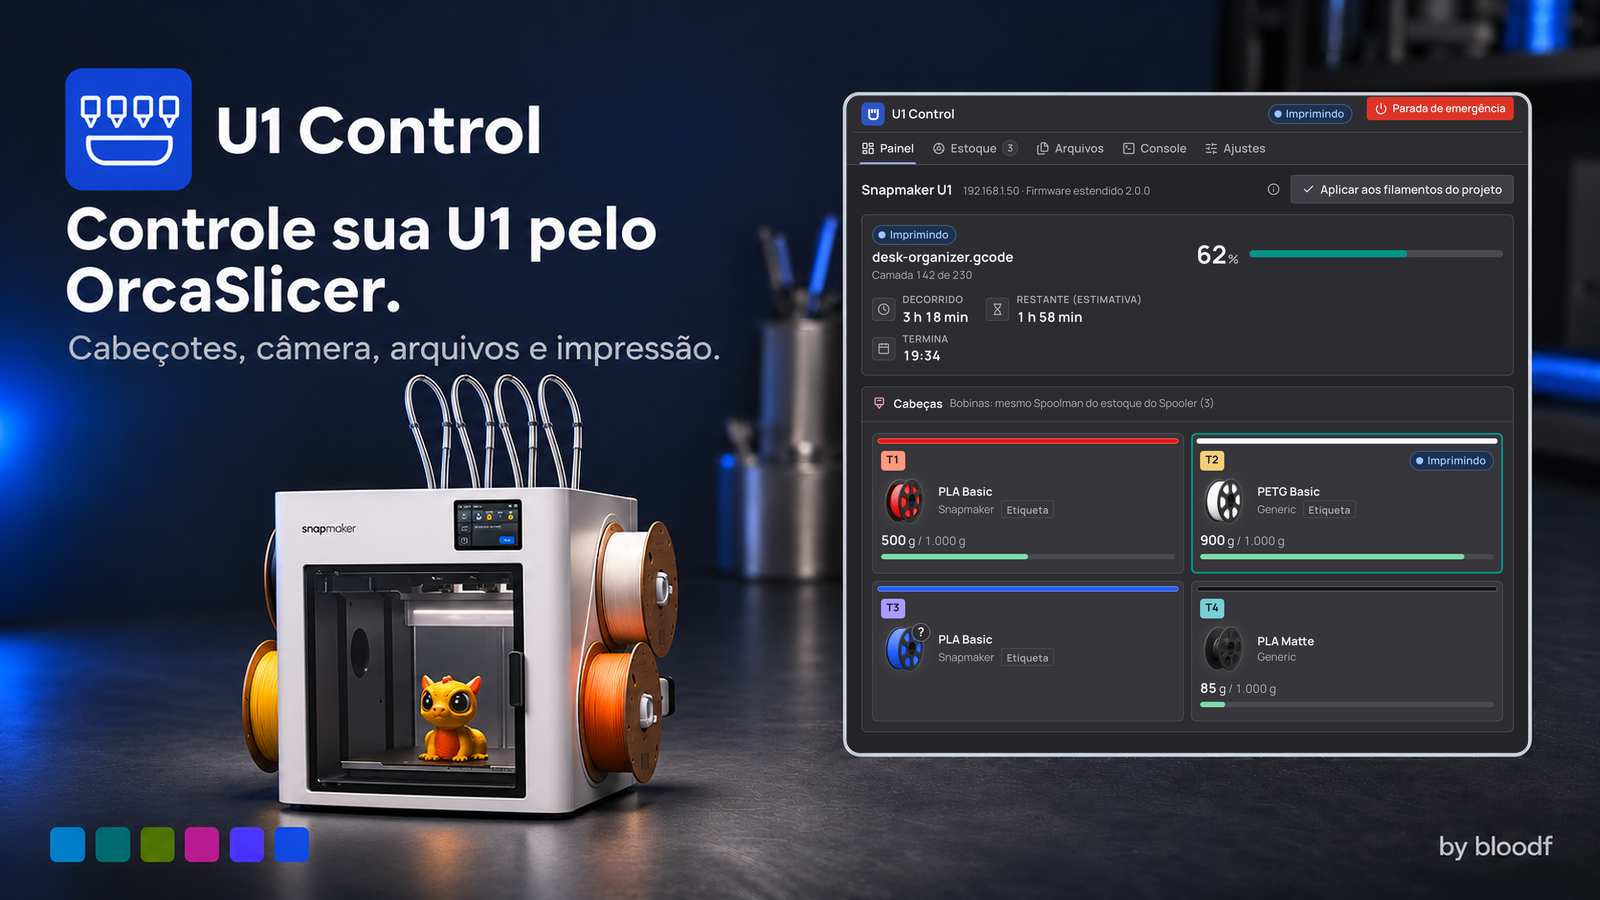 U1 Control
Controle sua U1 pelo
OrcaSlicer.
Cabeçotes, câmera, arquivos e impressão.
snapmaker
U1 Control
Imprimindo
Parada de emergência
Painel
Estoque 3
Arquivos
Console
Ajustes
Snapmaker U1
192.168.1.50 · Firmware estendido 2.0.0
Aplicar aos filamentos do projeto
Imprimindo
desk-organizer.gcode
Camada 142 de 230
62%
DECORRIDO
3 h 18 min
RESTANTE (ESTIMATIVA)
1 h 58 min
TERMINA
19:34
Cabeças
Bobinas: mesmo Spoolman do estoque do Spooler (3)
T1
PLA Basic
Snapmaker
Etiqueta
500 g / 1.000 g
T2
Imprimindo
PETG Basic
Generic
Etiqueta
900 g / 1.000 g
T3
?
PLA Basic
Snapmaker
Etiqueta
T4
PLA Matte
Generic
85 g / 1.000 g
by bloodf